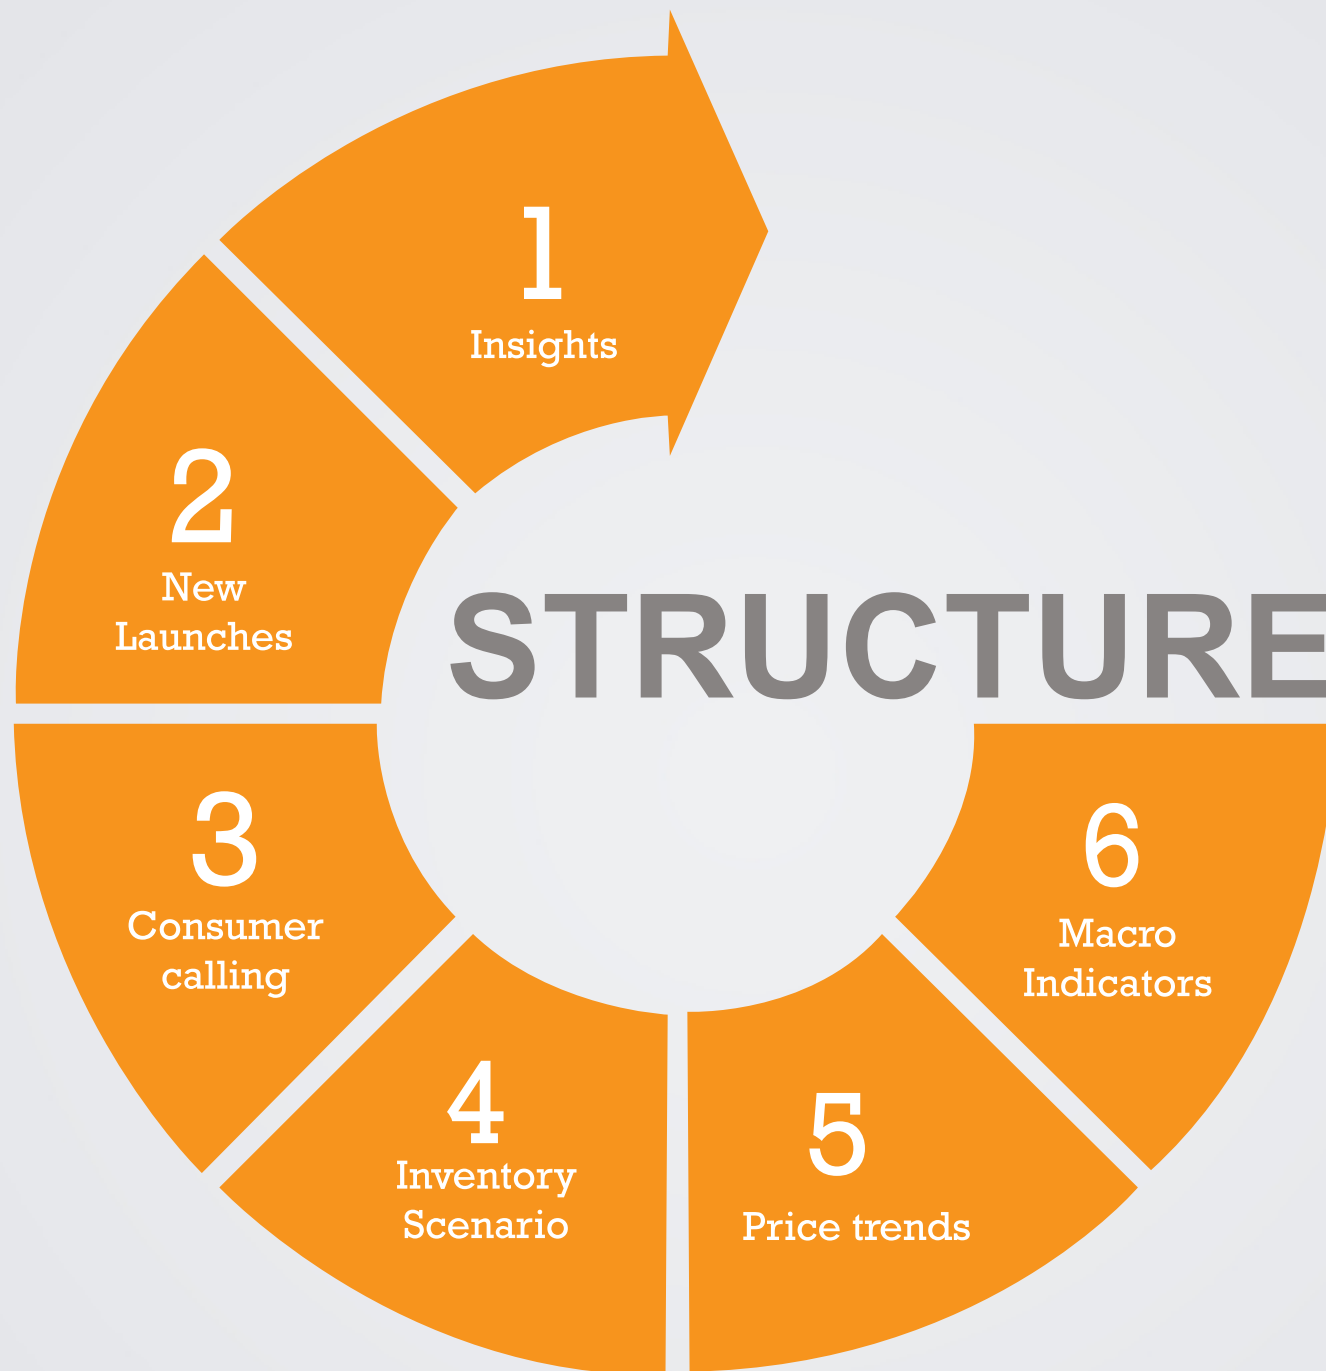 1
Insights
2
New
Launches
STRUCTURE
3
Consumer
calling
4
Inventory
Scenario
5
Price trends
6
Macro
Indicators